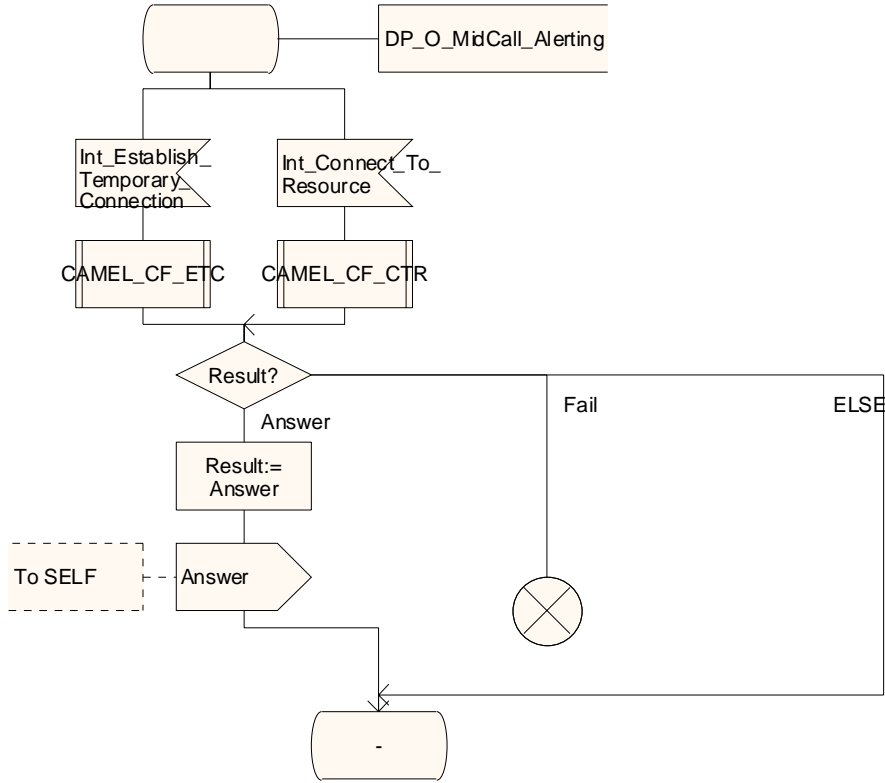 DP_O_MidCall_Alerting
Int_Establish_
Temporary_
Connection
Int_Connect_To_
Resource
CAMEL_CF_ETC
CAMEL_CF_CTR
Result?
Fail
ELSE
Answer
Result:=
Answer
To SELF
Answer
-